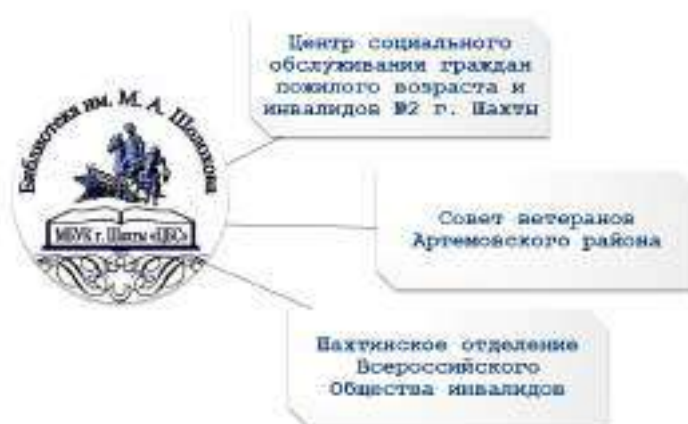 Библиотека им. М. А. Шолохова
МБУК г. Шахты «ЦБС»
Центр социального
обслуживания граждан
пожилого возраста и
инвалидов №2 г. Шахты
Совет ветеранов
Артемовского района
Шахтинское отделение
Всероссийского
Общества инвалидов